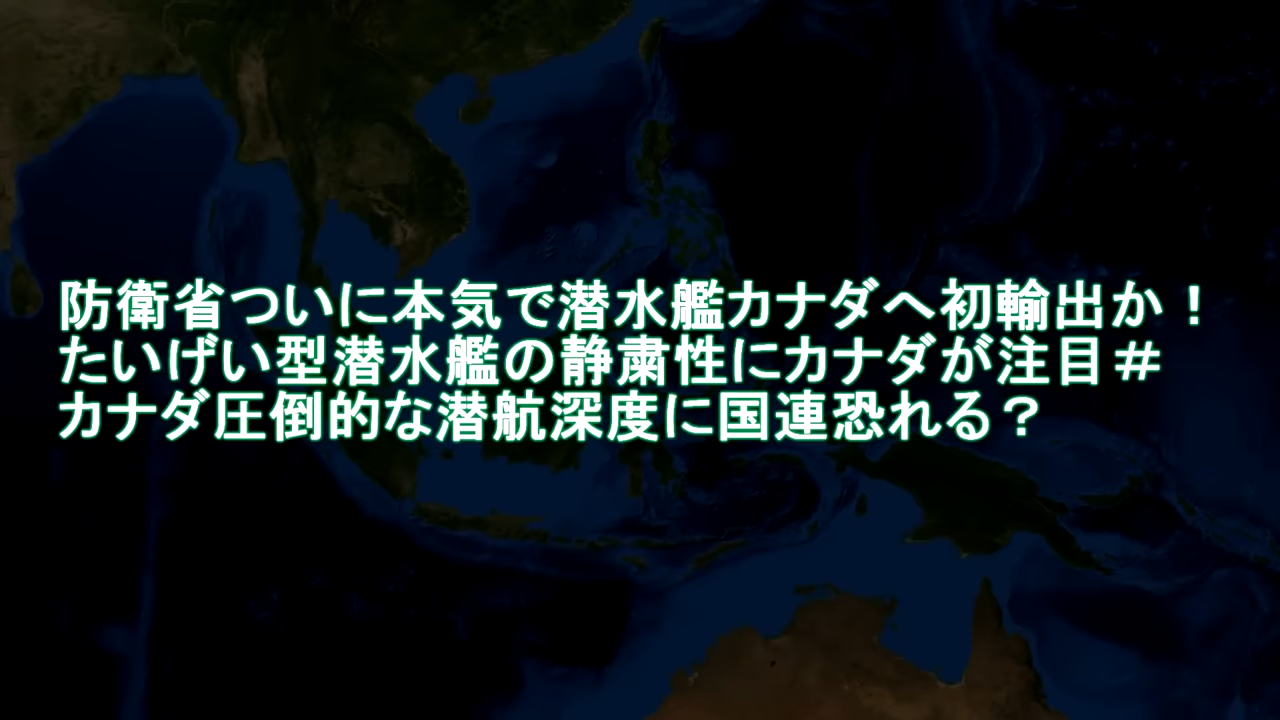 防衛省ついに本気で潜水艦カナダへ初輸出か！
たいげい型潜水艦の静粛性にカナダが注目＃
カナダ圧倒的な潜航深度に国連恐れる？